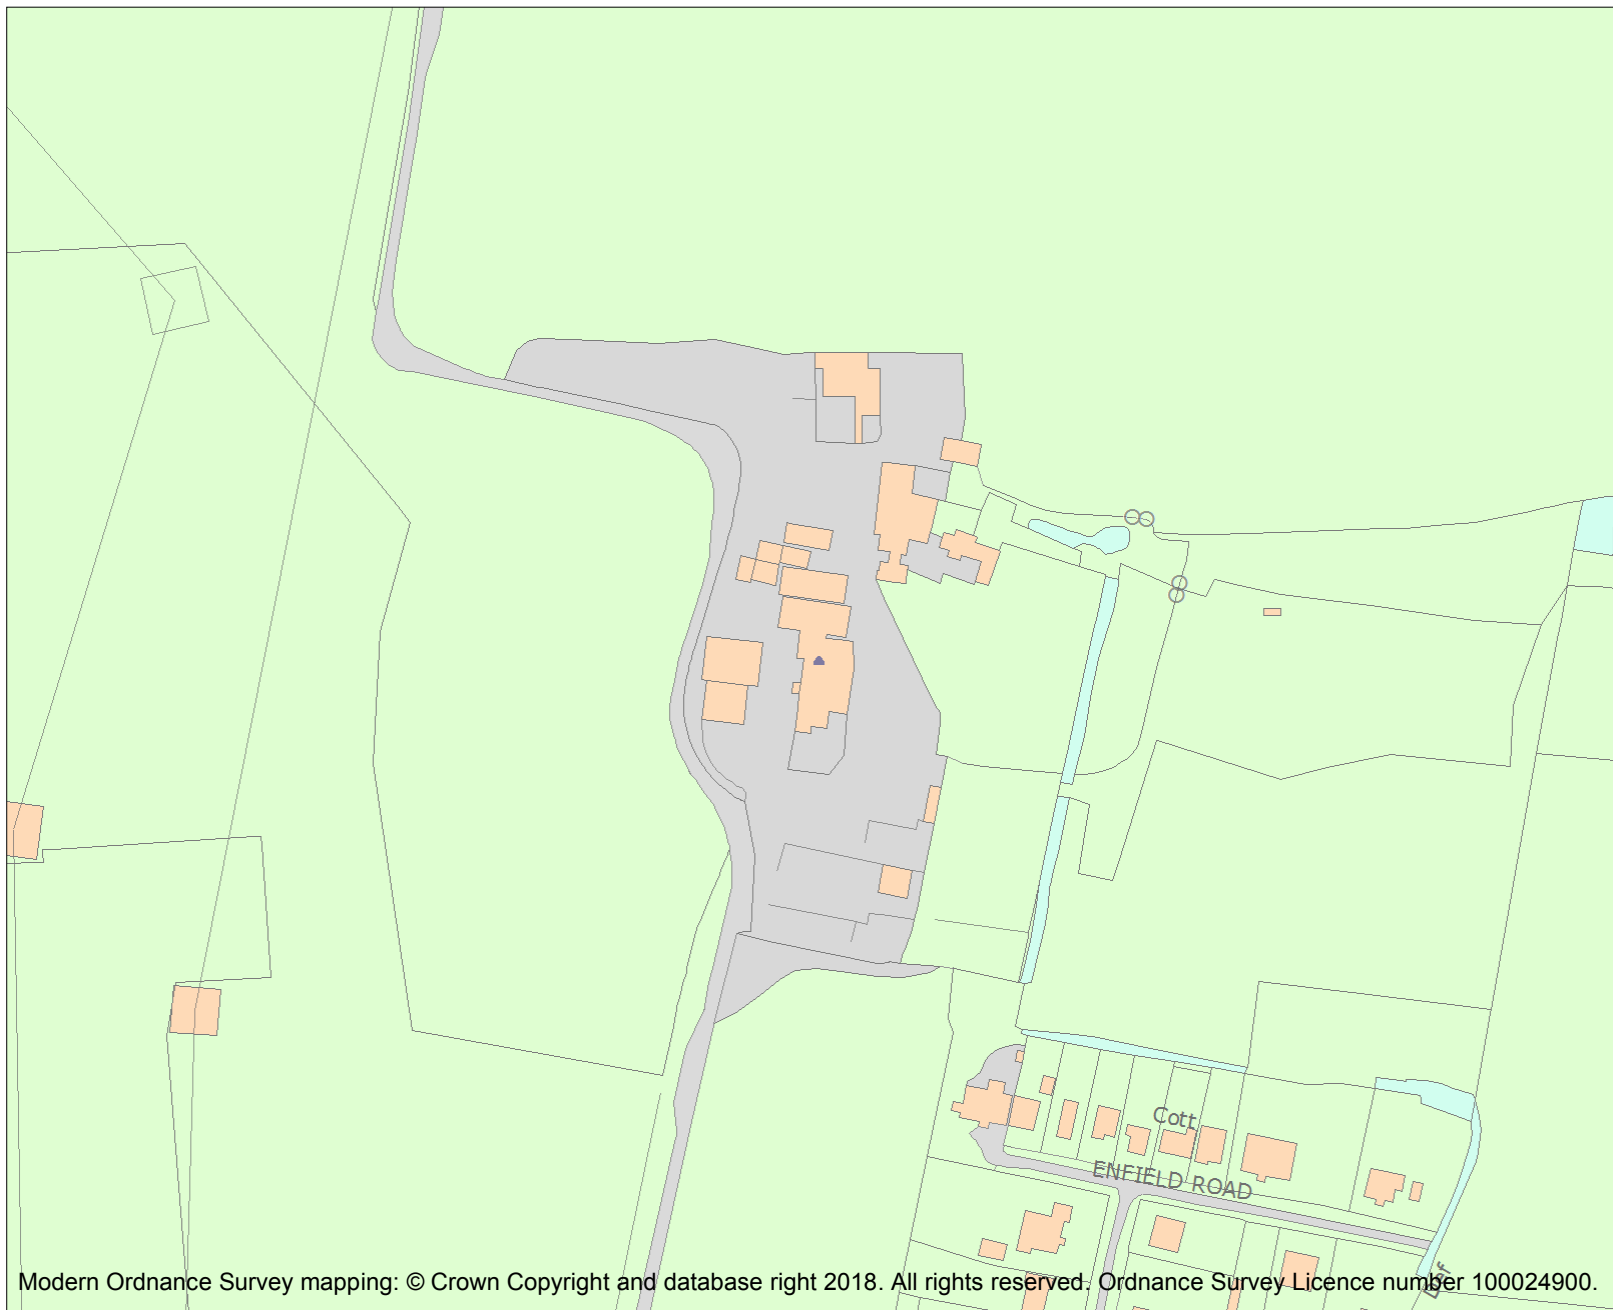 Cott
ENFIELD ROAD
Def
Modern Ordnance Survey mapping: © Crown Copyright and database right 2018. All rights reserved. Ordnance Survey Licence number 100024900.